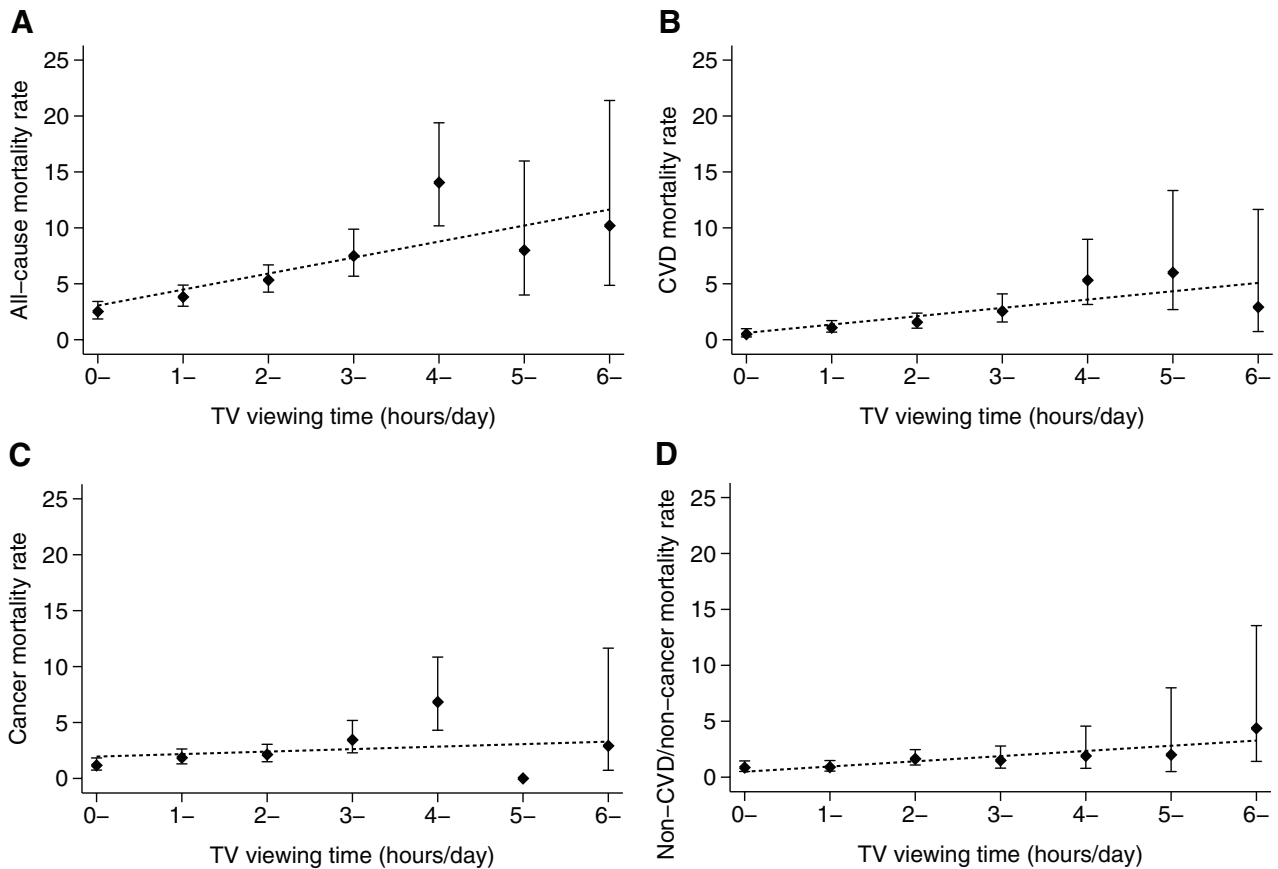 A
All–cause mortality rate
25
20
15
10
5
0
0– 1– 2– 3– 4– 5– 6–
TV viewing time (hours/day)
B
CVD mortality rate
25
20
15
10
5
0
0– 1– 2– 3– 4– 5– 6–
TV viewing time (hours/day)
C
Cancer mortality rate
25
20
15
10
5
0
0– 1– 2– 3– 4– 5– 6–
TV viewing time (hours/day)
D
Non–CVD/non–cancer mortality rate
25
20
15
10
5
0
0– 1– 2– 3– 4– 5– 6–
TV viewing time (hours/day)